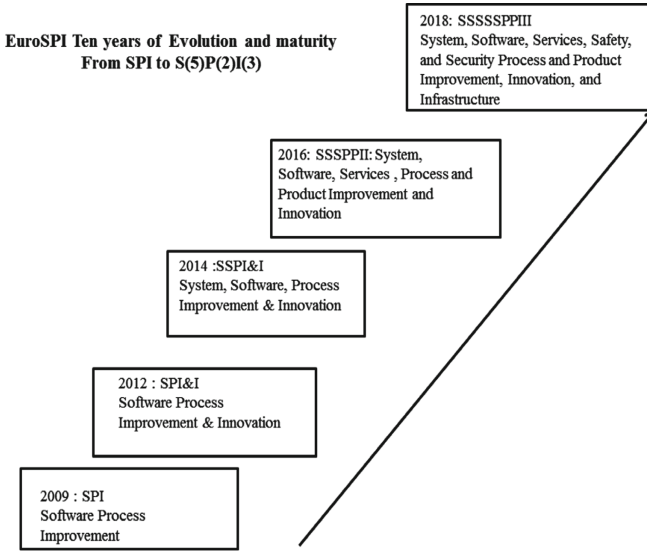 EuroSPI Ten years of Evolution and maturity
From SPI to S(5)P(2)I(3)
2018: SSSSSPPIII
System, Software, Services, Safety,
and Security Process and Product
Improvement, Innovation, and
Infrastructure
2016: SSSPPII: System,
Software, Services , Process and
Product Improvement and
Innovation
2014 :SSPI&I
System, Software, Process
Improvement & Innovation
2012 : SPI&I
Software Process
Improvement & Innovation
2009 : SPI
Software Process
Improvement